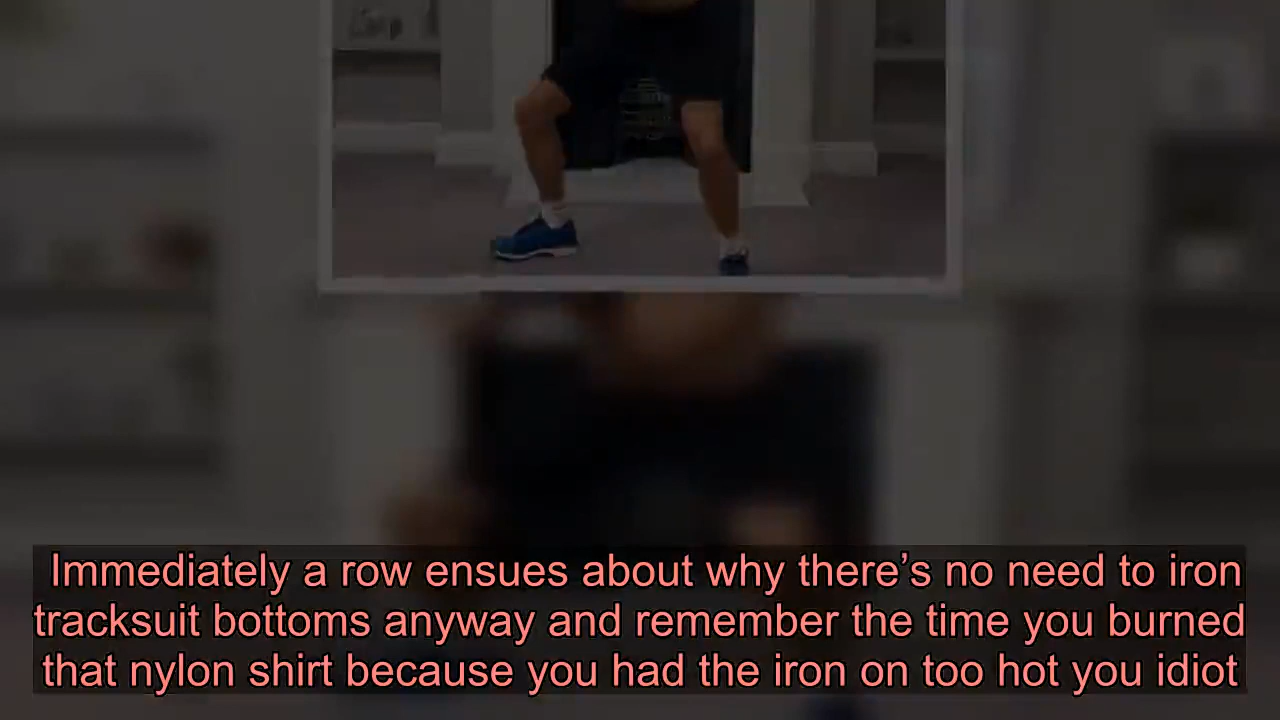 Immediately a row ensues about why there’s no need to iron
tracksuit bottoms anyway and remember the time you burned
that nylon shirt because you had the iron on too hot you idiot